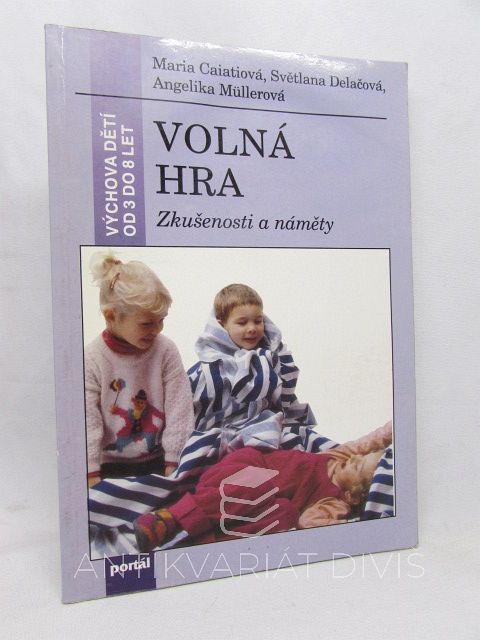 Maria Caiatiová, Světlana Delačová,
Angelika Müllerová
VÝCHOVA DĚTÍ
OD 3 DO 8 LET
VOLNÁ
HRA
Zkušenosti a náměty
portál
ANTIKVARIÁT DIVIŠ